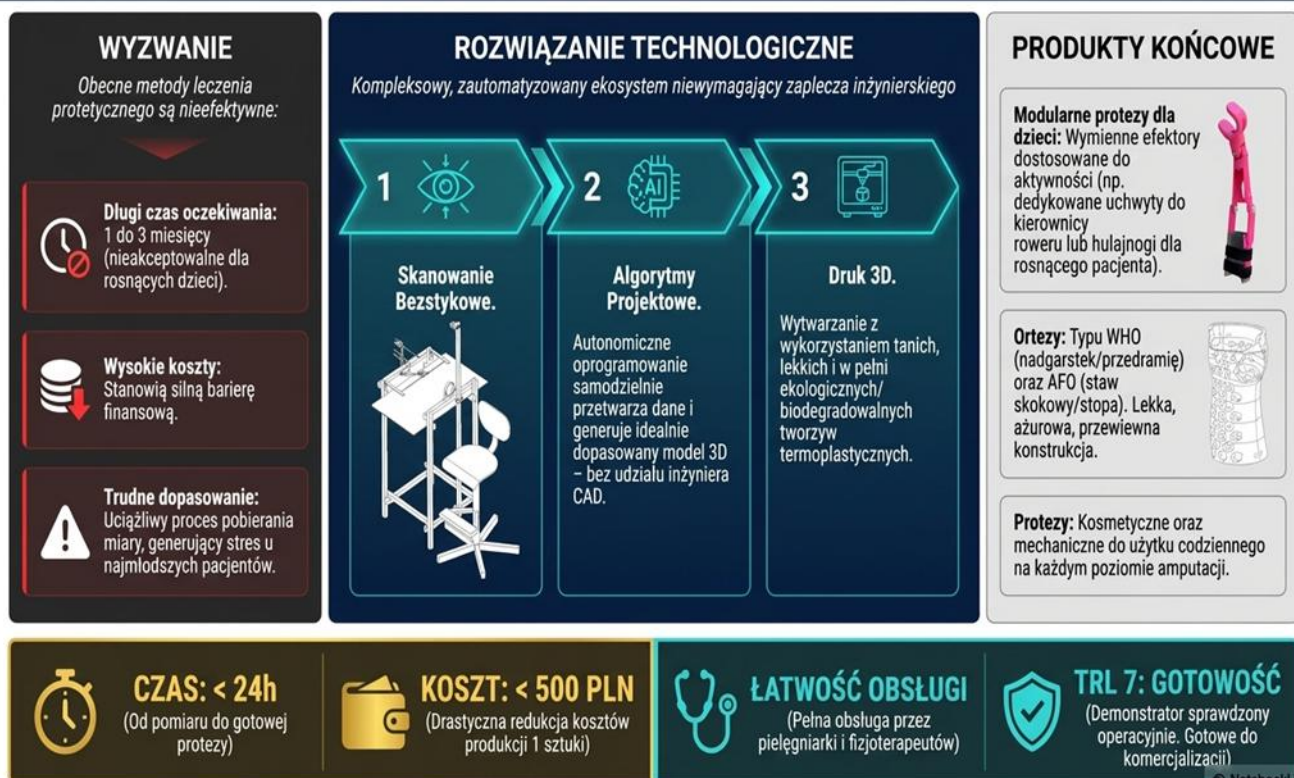 WYZWANIE
Obecne metody leczenia
protetycznego są nieefektywne:
Długi czas oczekiwania:
1 do 3 miesięcy
(nieakceptowalne dla
rosnących dzieci).
Wysokie koszty:
Stanowią silną barierę
finansową.
Trudne dopasowanie:
Uciążliwy proces pobierania
miary, generujący stres u
najmłodszych pacjentów.
ROZWIĄZANIE TECHNOLOGICZNE
Kompleksowy, zautomatyzowany ekosystem niewymagający zaplecza inżynierskiego
1
2
AI
3
Skanowanie
Bezstykowe.
Algorytmy
Projektowe.
Autonomiczne
oprogramowanie
samodzielnie
przetwarza dane i
generuje idealnie
dopasowany model 3D
– bez udziału inżyniera
CAD.
Druk 3D.
Wytwarzanie z
wykorzystaniem tanich,
lekkich i w pełni
ekologicznych/
biodegradowalnych
tworzyw
termoplastycznych.
PRODUKTY KOŃCOWE
Modularne protezy dla
dzieci: Wymienne efektory
dostosowane do
aktywności (np.
dedykowane uchwyty do
kierownicy
roweru lub hulajnogi dla
rosnącego pacjenta).
Ortezy: Typu WHO
(nadgarstek/przedramię)
oraz AFO (staw
skokowy/stopa). Lekka,
ażurowa, przewiewna
konstrukcja.
Protezy: Kosmetyczne oraz
mechaniczne do użytku codziennego
na każdym poziomie amputacji.
CZAS: < 24h
(Od pomiaru do gotowej
protezy)
KOSZT: < 500 PLN
(Drastyczna redukcja kosztów
produkcji 1 sztuki)
ŁATWOŚĆ OBSŁUGI
(Pełna obsługa przez
pielęgniarki i fizjoterapeutów)
TRL 7: GOTOWOŚĆ
(Demonstrator sprawdzony
operacyjnie. Gotowe do
komercjalizacji)